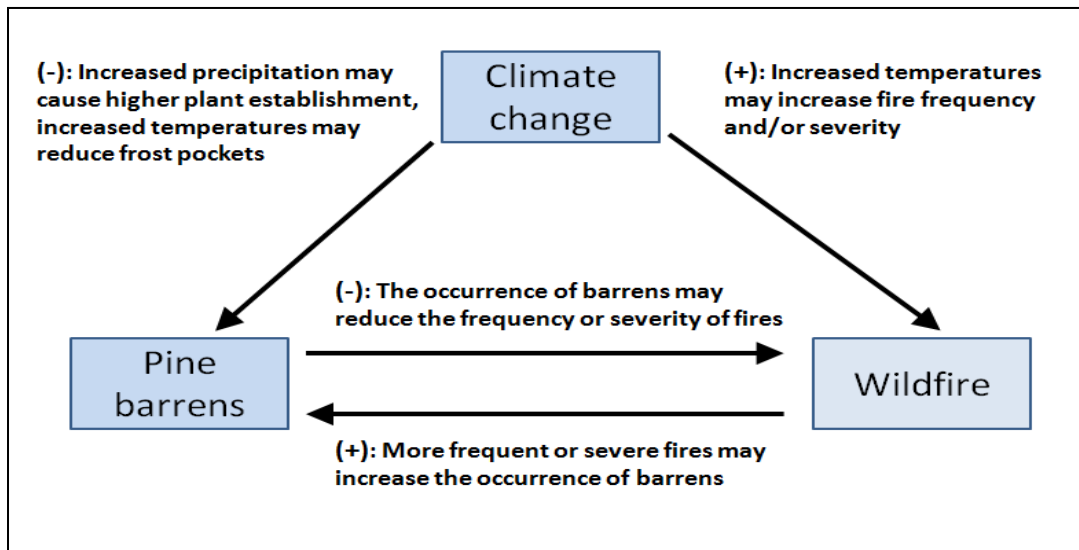 (-): Increased precipitation may
cause higher plant establishment,
increased temperatures may
reduce frost pockets
Climate
change
(+): Increased temperatures
may increase fire frequency
and/or severity
(-): The occurrence of barrens may
reduce the frequency or severity of fires
Pine
barrens
Wildfire
(+): More frequent or severe fires may
increase the occurrence of barrens